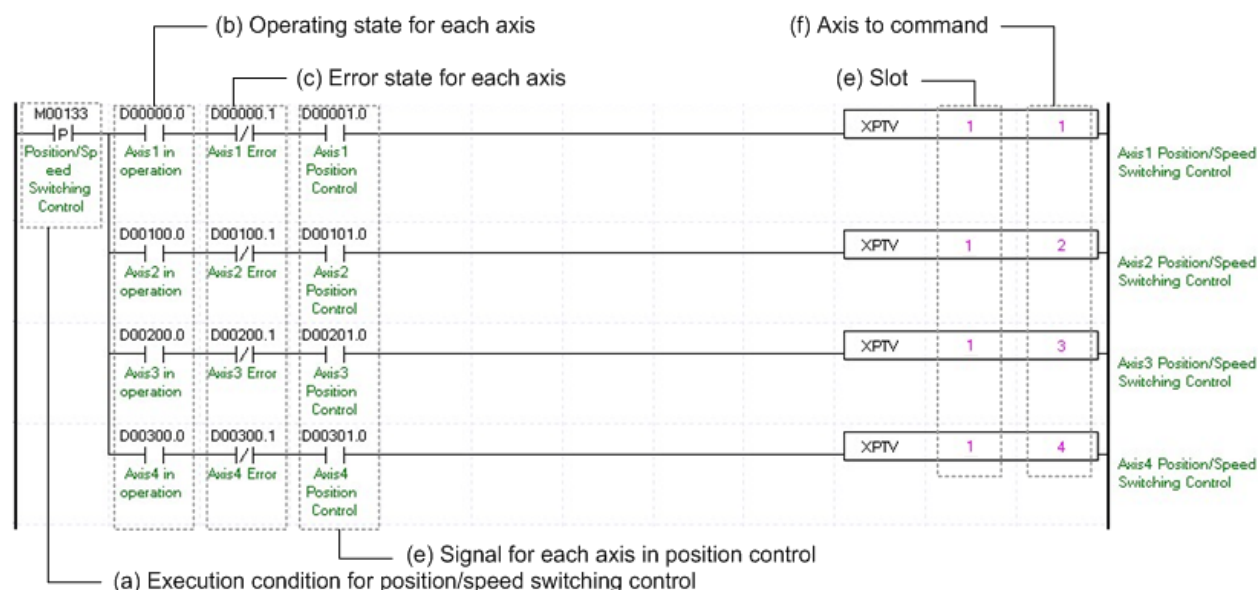 (b) Operating state for each axis
(f) Axis to command
(c) Error state for each axis
(e) Slot
M00133
D00000.0
D00000.1
D00001.0
P
XPTV 1 1
Position/Sp
eed
Switching
Control
Axis1 in
operation
Axis1 Error
Axis1
Position
Control
Axis1 Position/Speed
Switching Control
D00100.0
D00100.1
D00101.0
XPTV 1 2
Axis2 in
operation
Axis2 Error
Axis2
Position
Control
Axis2 Position/Speed
Switching Control
D00200.0
D00200.1
D00201.0
XPTV 1 3
Axis3 in
operation
Axis3 Error
Axis3
Position
Control
Axis3 Position/Speed
Switching Control
D00300.0
D00300.1
D00301.0
XPTV 1 4
Axis4 in
operation
Axis4 Error
Axis4
Position
Control
Axis4 Position/Speed
Switching Control
(e) Signal for each axis in position control
(a) Execution condition for position/speed switching control